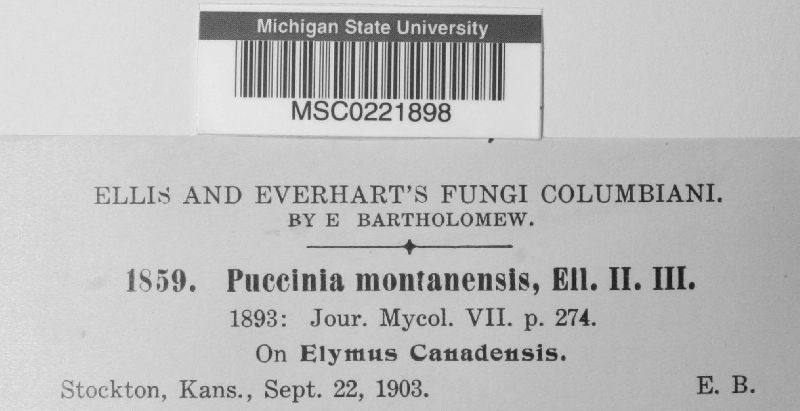 Michigan State University
MSC0221898
ELLIS AND EVERHART'S FUNGI COLUMBIANI.
BY E BARTHOLOMEW.
1859. Puccinia montanensis, Ell. II. III.
1893: Jour. Mycol. VII. p. 274.
On Elymus Canadensis.
Stockton, Kans., Sept. 22, 1903. E. B.